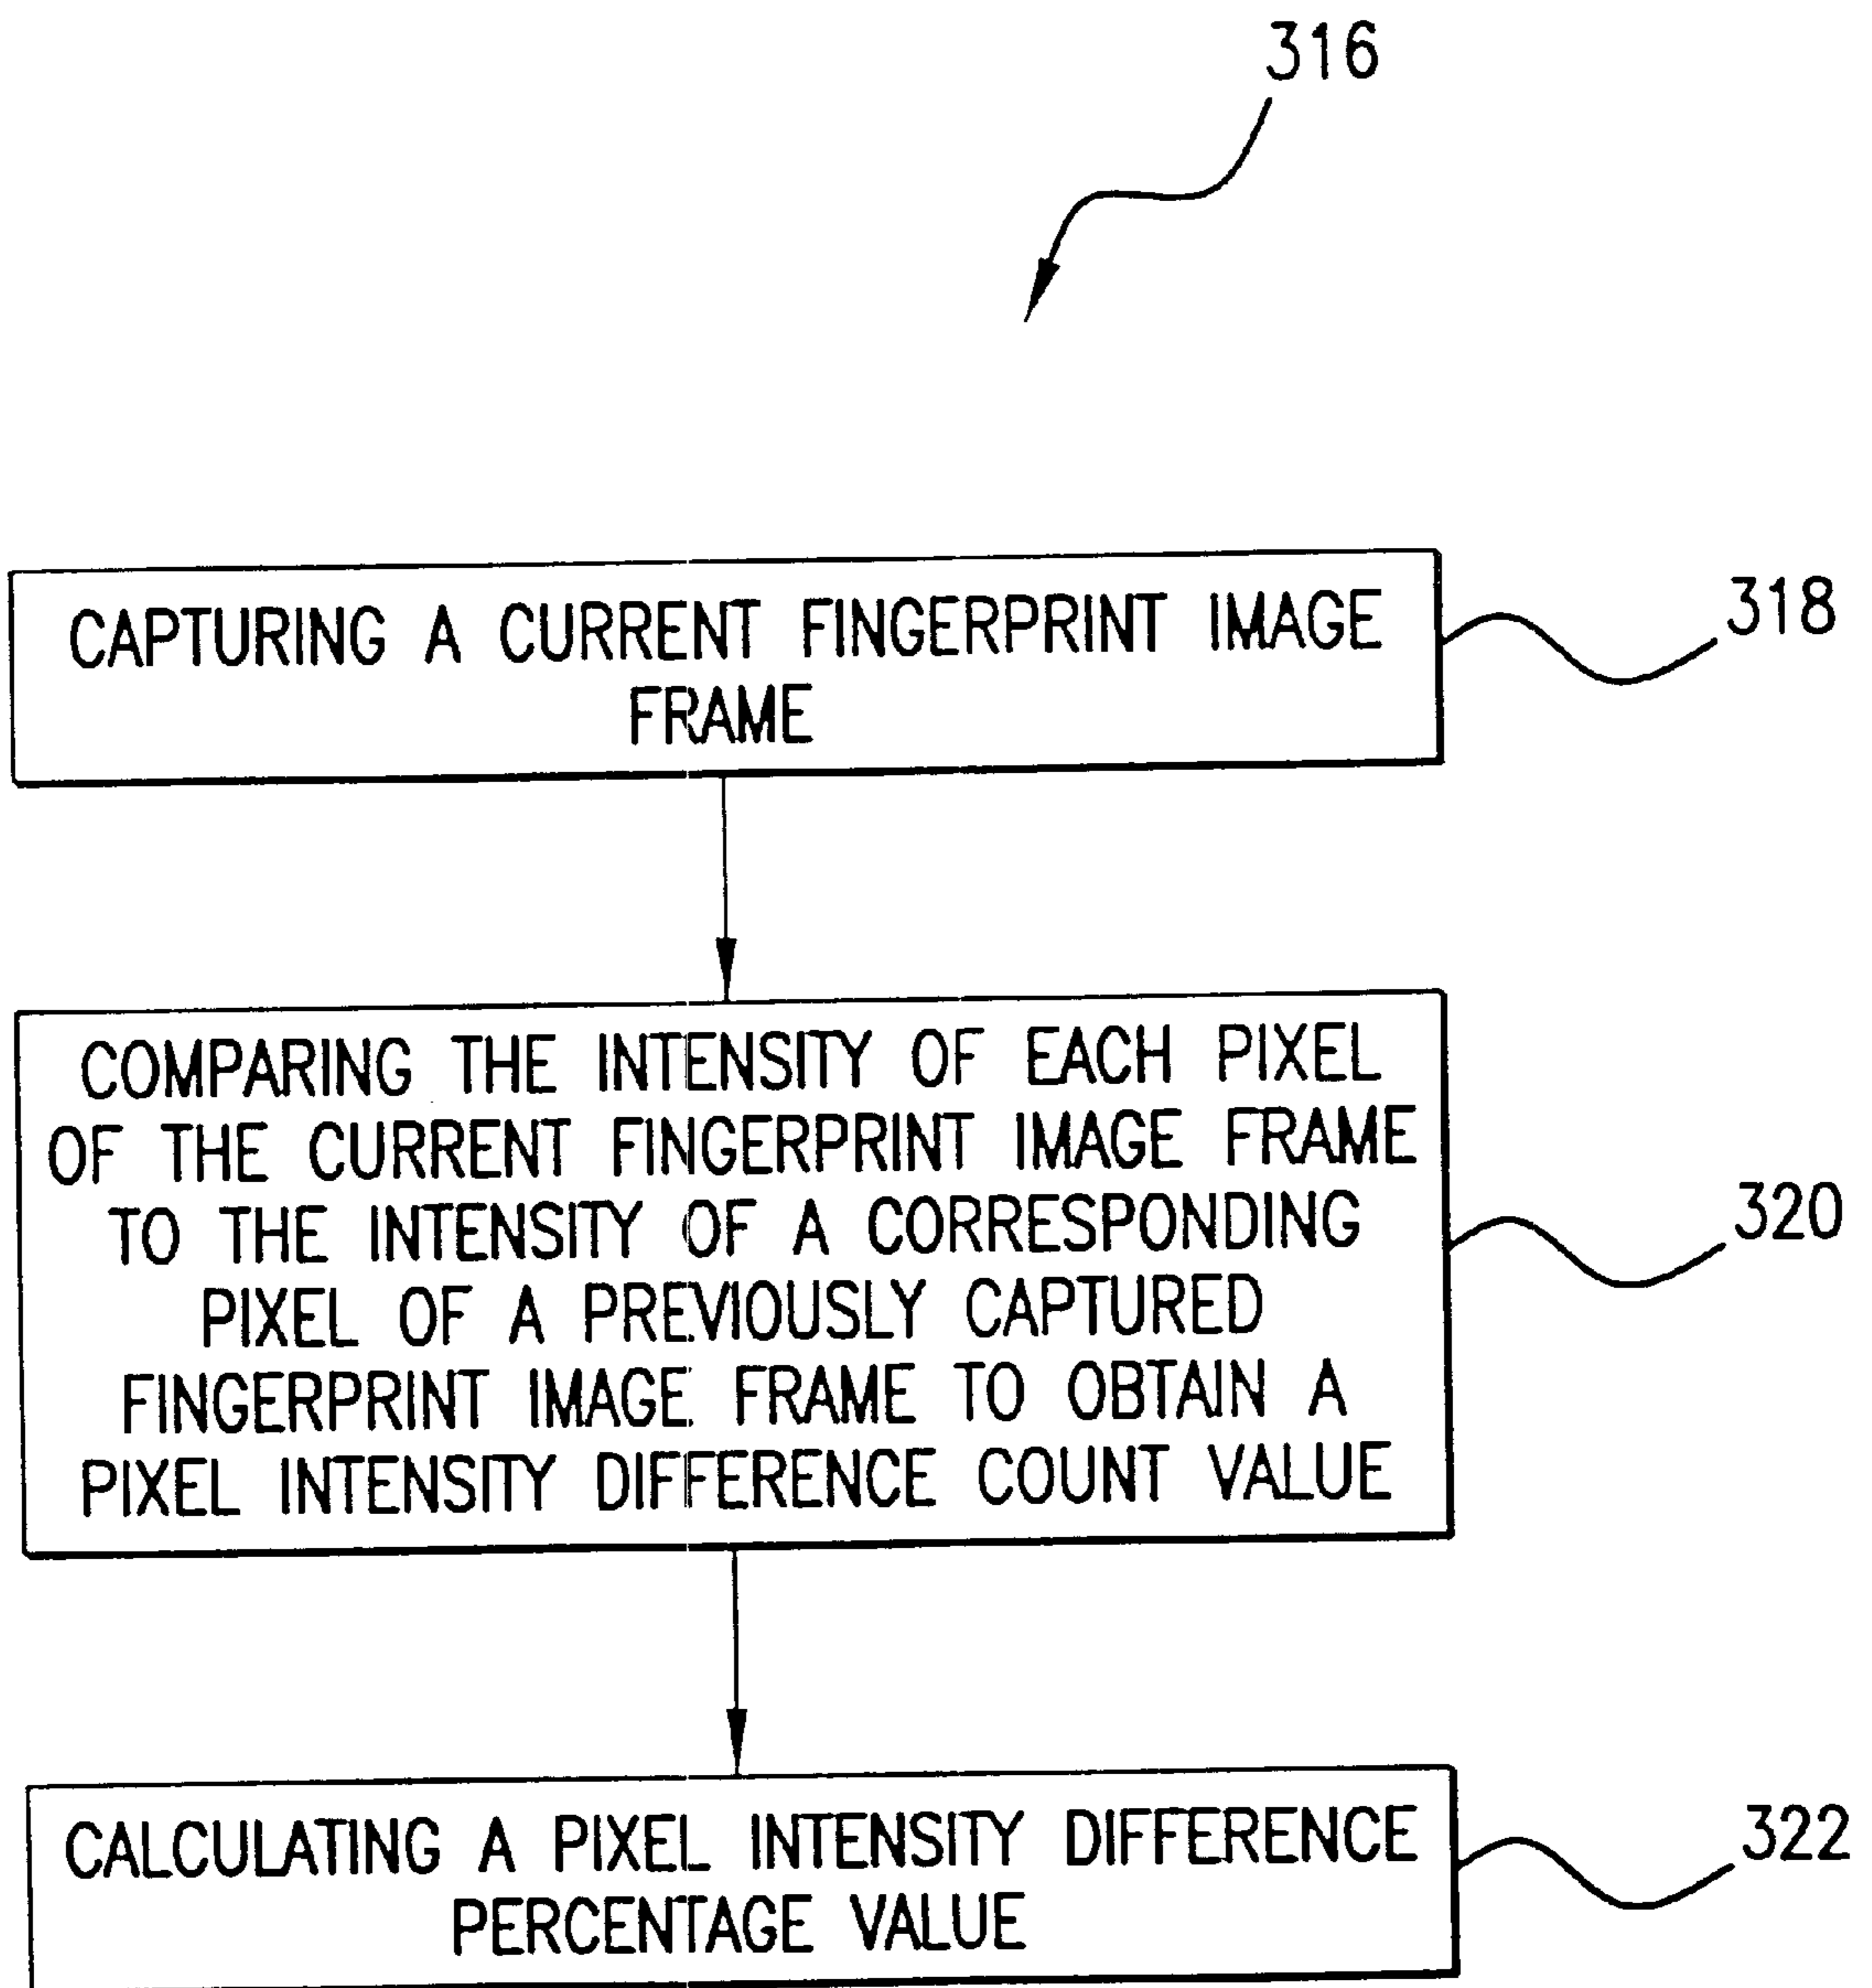 316
CAPTURING A CURRENT FINGERPRINT IMAGE
FRAME
318
COMPARING THE INTENSITY OF EACH PIXEL
OF THE CURRENT FINGERPRINT IMAGE FRAME
TO THE INTENSITY OF A CORRESPONDING
PIXEL OF A PREVIOUSLY CAPTURED
FINGERPRINT IMAGE FRAME TO OBTAIN A
PIXEL INTENSITY DIFFERENCE COUNT VALUE
320
CALCULATING A PIXEL INTENSITY DIFFERENCE
PERCENTAGE VALUE
322